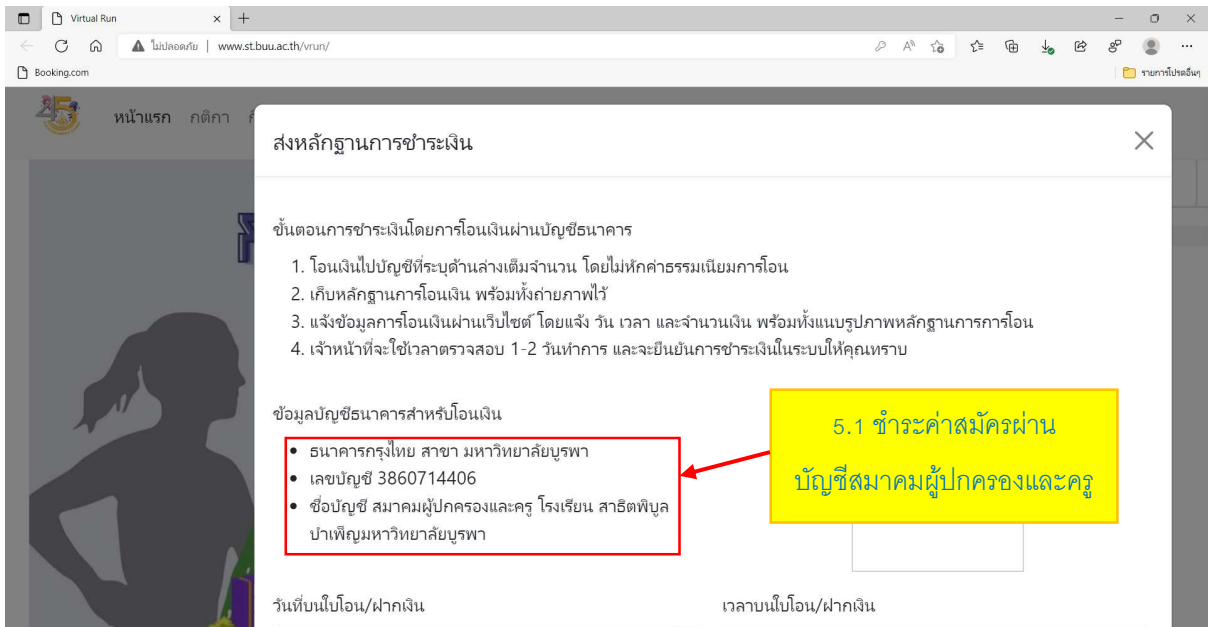 Virtual Run
ไม่ปลอดภัย | www.st.buu.ac.th/vrun/
Booking.com
รายการโปรดอื่นๆ
หน้าแรก กติกา
ส่งหลักฐานการชำระเงิน
ขั้นตอนการชำระเงินโดยการโอนเงินผ่านบัญชีธนาคาร
1. โอนเงินไปบัญชีที่ระบุด้านล่างเต็มจำนวน โดยไม่หักค่าธรรมเนียมการโอน
2. เก็บหลักฐานการโอนเงิน พร้อมทั้งถ่ายภาพไว้
3. แจ้งข้อมูลการโอนเงินผ่านเว็บไซต์ โดยแจ้ง วัน เวลา และจำนวนเงิน พร้อมทั้งแนบรูปภาพหลักฐานการการโอน
4. เจ้าหน้าที่จะใช้เวลาตรวจสอบ 1-2 วันทำการ และจะยืนยันการชำระเงินในระบบให้คุณทราบ
ข้อมูลบัญชีธนาคารสำหรับโอนเงิน
• ธนาคารกรุงไทย สาขา มหาวิทยาลัยบูรพา
• เลขบัญชี 3860714406
• ชื่อบัญชี สมาคมผู้ปกครองและครู โรงเรียน สาธิตพิบูล
บำเพ็ญมหาวิทยาลัยบูรพา
5.1 ชำระค่าสมัครผ่าน
บัญชีสมาคมผู้ปกครองและครู
วันที่บนใบโอน/ฝากเงิน
เวลาบนใบโอน/ฝากเงิน